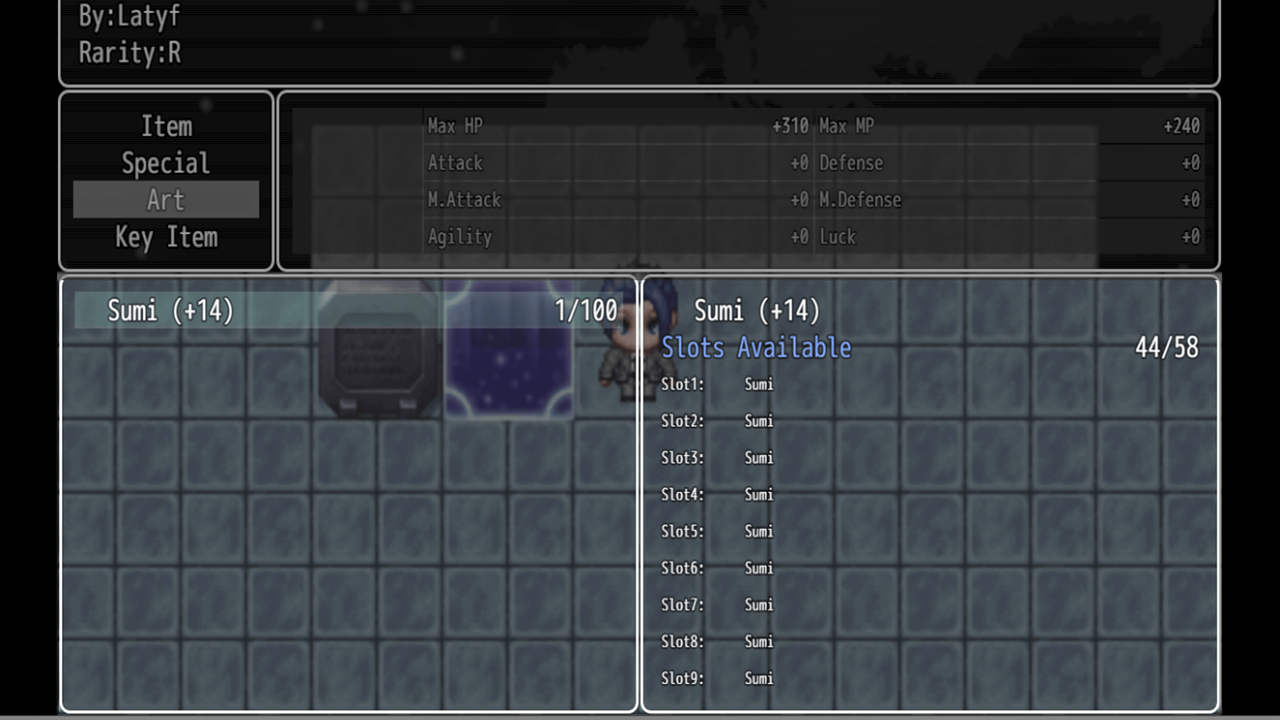 By:Latyf
Rarity:R
Item
Special
Art
Key Item
Max HP +310 Max MP +240
Attack +0 Defense +0
M.Attack +0 M.Defense +0
Agility +0 Luck +0
Sumi (+14) 1/100
Sumi (+14)
Slots Available 44/58
Slot1: Sumi
Slot2: Sumi
Slot3: Sumi
Slot4: Sumi
Slot5: Sumi
Slot6: Sumi
Slot7: Sumi
Slot8: Sumi
Slot9: Sumi